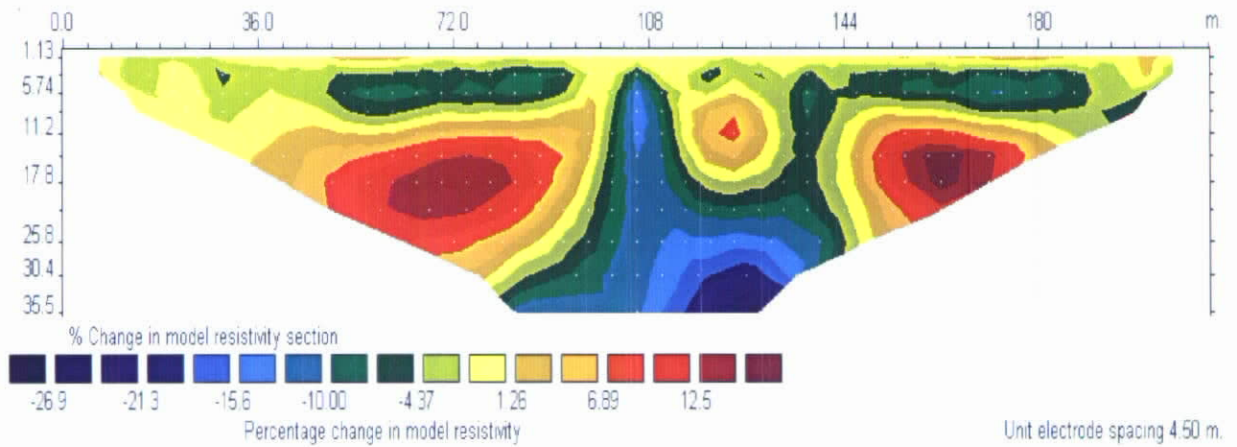 0.0 36.0 72.0 108 144 180 m.
1.13
5.74
11.2
17.8
25.8
30.4
35.5
% Change in model resistivity section
-26.9 -21.3 -15.6 -10.00 -4.37 1.26 6.89 12.5
Percentage change in model resistivity
Unit electrode spacing 4.50 m.